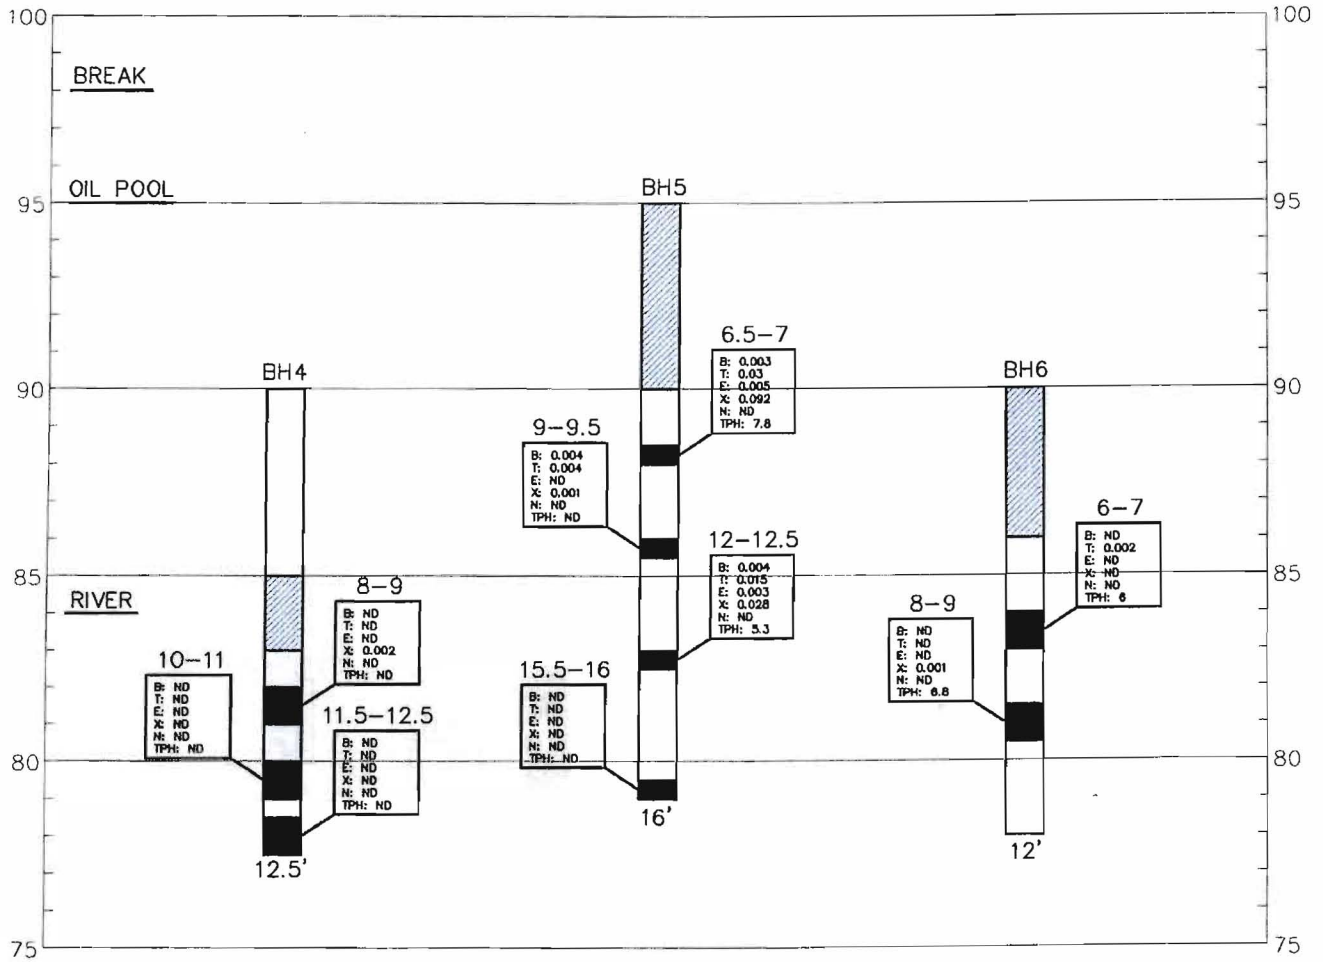 100
100
BREAK
OIL POOL
BH5
95
95
6.5-7
B: 0.003
T: 0.03
E: 0.005
X: 0.092
N: ND
TPH: 7.8
BH4
BH6
90
90
9-9.5
B: 0.004
T: 0.004
E: ND
X: 0.001
N: ND
TPH: ND
6-7
B: ND
T: 0.002
E: ND
X: ND
N: ND
TPH: 6
12-12.5
B: 0.004
T: 0.015
E: 0.003
X: 0.028
N: ND
TPH: 5.3
85
85
RIVER
8-9
B: ND
T: ND
E: ND
X: 0.002
N: ND
TPH: ND
8-9
B: ND
T: ND
E: ND
X: 0.001
N: ND
TPH: 6.8
10-11
B: ND
T: ND
E: ND
X: ND
N: ND
TPH: ND
15.5-16
B: ND
T: ND
E: ND
X: ND
N: ND
TPH: ND
11.5-12.5
B: ND
T: ND
E: ND
X: ND
N: ND
TPH: ND
80
80
16'
12'
12.5'
75
75